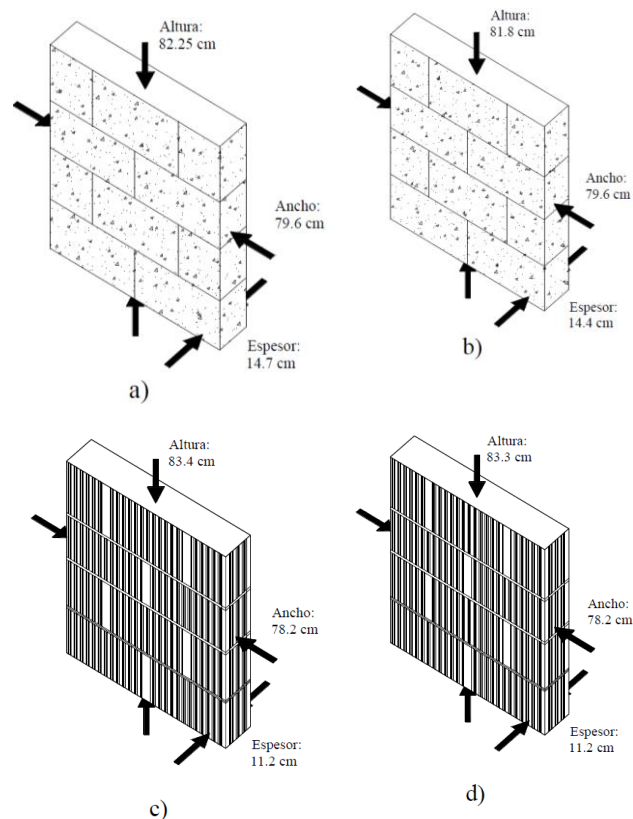 Altura:
82.25 cm
Ancho:
79.6 cm
Espesor:
14.7 cm
a)
Altura:
81.8 cm
Ancho:
79.6 cm
Espesor:
14.4 cm
b)
Altura:
83.4 cm
Ancho:
78.2 cm
Espesor:
11.2 cm
c)
Altura:
83.3 cm
Ancho:
78.2 cm
Espesor:
11.2 cm
d)